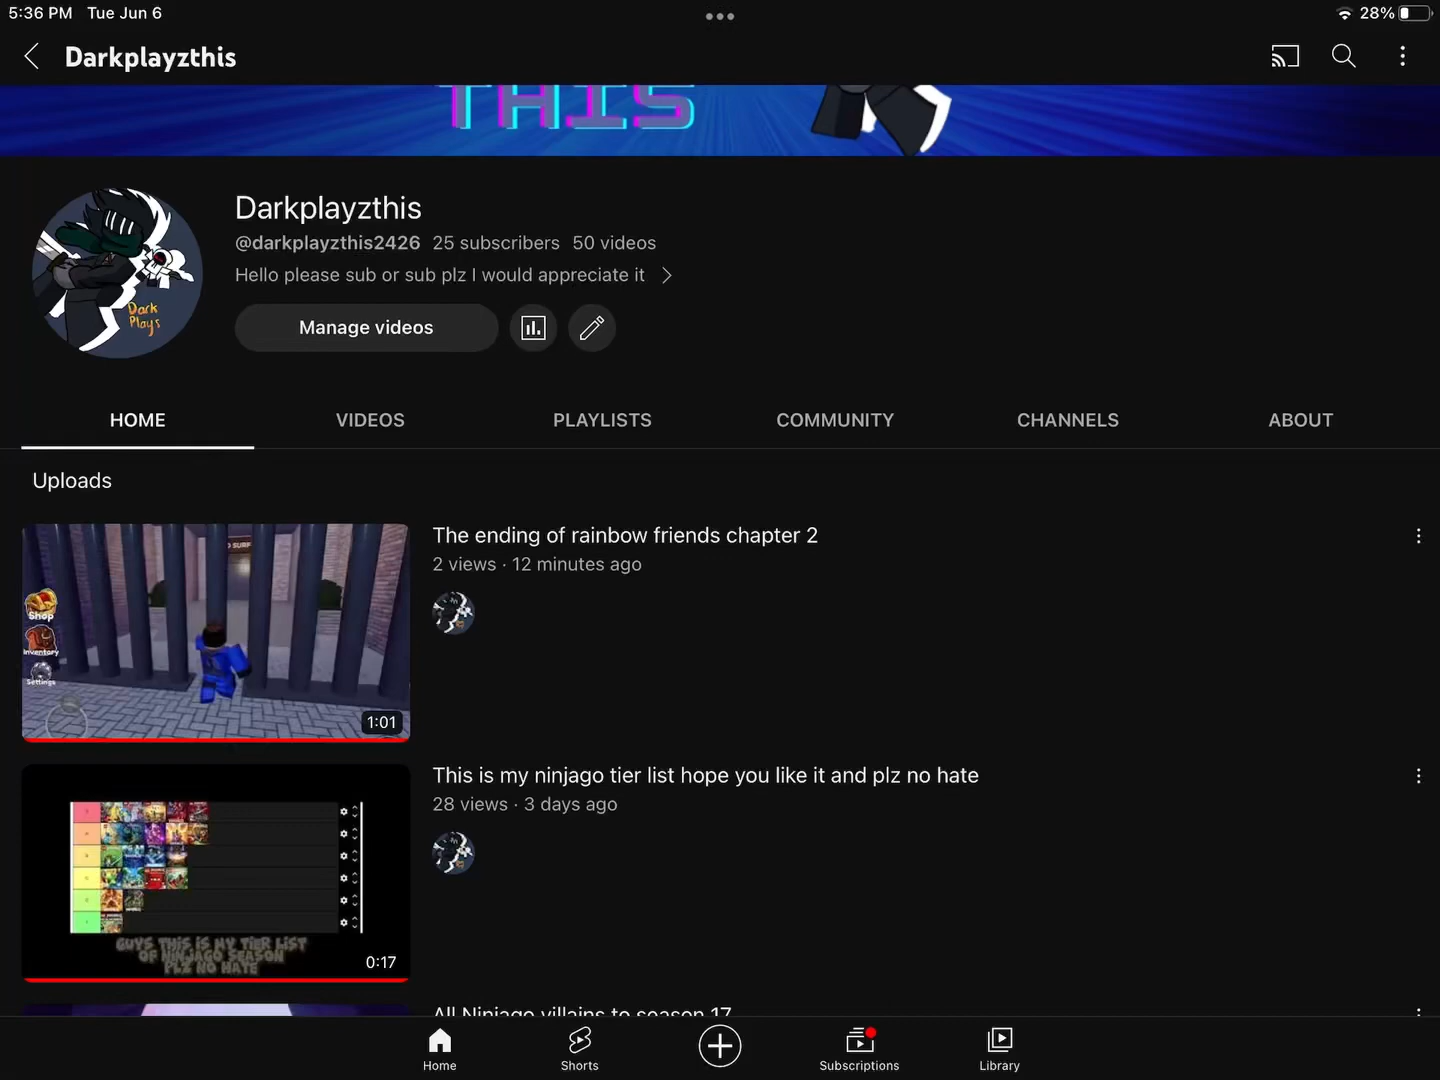 5:36 PM Tue Jun 6
28%
Darkplayzthis
THIS
Darkplayzthis
@darkplayzthis2426 25 subscribers 50 videos
Hello please sub or sub plz I would appreciate it
Dark
Plays
Manage videos
HOME VIDEOS PLAYLISTS COMMUNITY CHANNELS ABOUT
Uploads
The ending of rainbow friends chapter 2
2 views · 12 minutes ago
Shop
Inventory
Settings
1:01
This is my ninjago tier list hope you like it and plz no hate
28 views · 3 days ago
GUYS THIS IS MY TIER LIST
OF NINJAGO SEASON
PLZ NO HATE
0:17
All Ninjago villains to season 17
Home Shorts Subscriptions Library